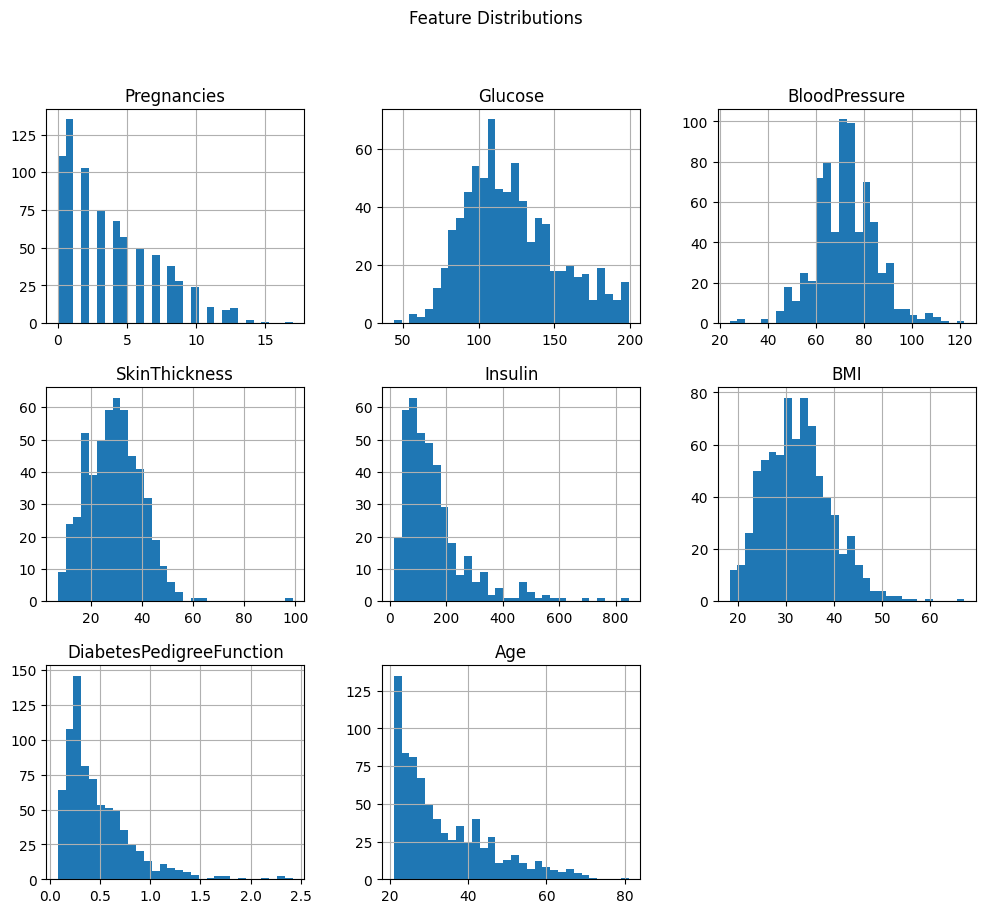 Feature Distributions
Pregnancies
Glucose
BloodPressure
125
100
75
50
25
0
0 5 10 15
60
40
20
0
50 100 150 200
100
80
60
40
20
0
20 40 60 80 100 120
SkinThickness
Insulin
BMI
60
50
40
30
20
10
0
20 40 60 80 100
60
50
40
30
20
10
0
0 200 400 600 800
80
60
40
20
0
20 30 40 50 60
DiabetesPedigreeFunction
Age
150
125
100
75
50
25
0
0.0 0.5 1.0 1.5 2.0 2.5
125
100
75
50
25
0
20 40 60 80